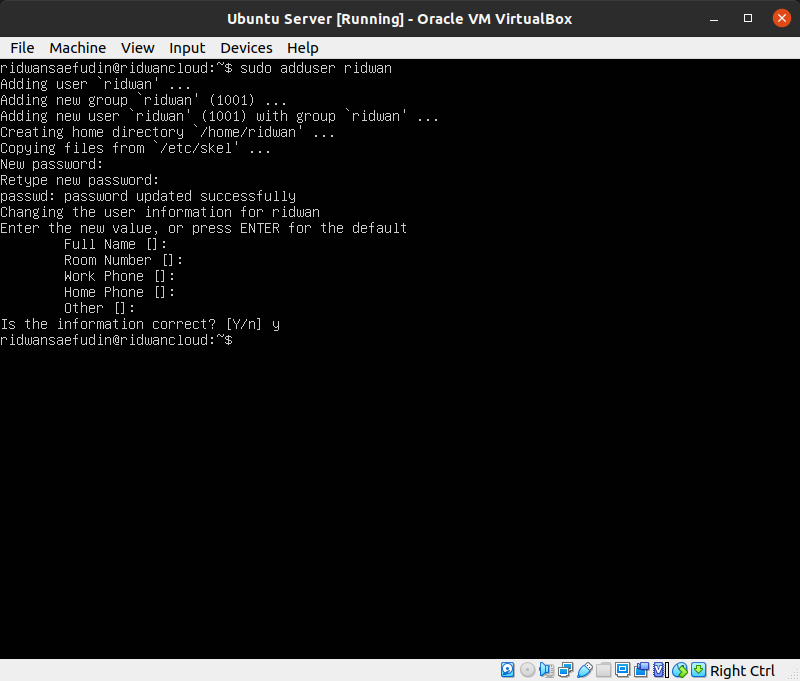 Ubuntu Server [Running] - Oracle VM VirtualBox
File Machine View Input Devices Help
ridwansaefudin@ridwancloud:~$ sudo adduser ridwan
Adding user `ridwan' ...
Adding new group `ridwan' (1001) ...
Adding new user `ridwan' (1001) with group `ridwan' ...
Creating home directory `/home/ridwan' ...
Copying files from `/etc/skel' ...
New password:
Retype new password:
passwd: password updated successfully
Changing the user information for ridwan
Enter the new value, or press ENTER for the default
Full Name []:
Room Number []:
Work Phone []:
Home Phone []:
Other []:
Is the information correct? [Y/n] y
ridwansaefudin@ridwancloud:~$
Right Ctrl